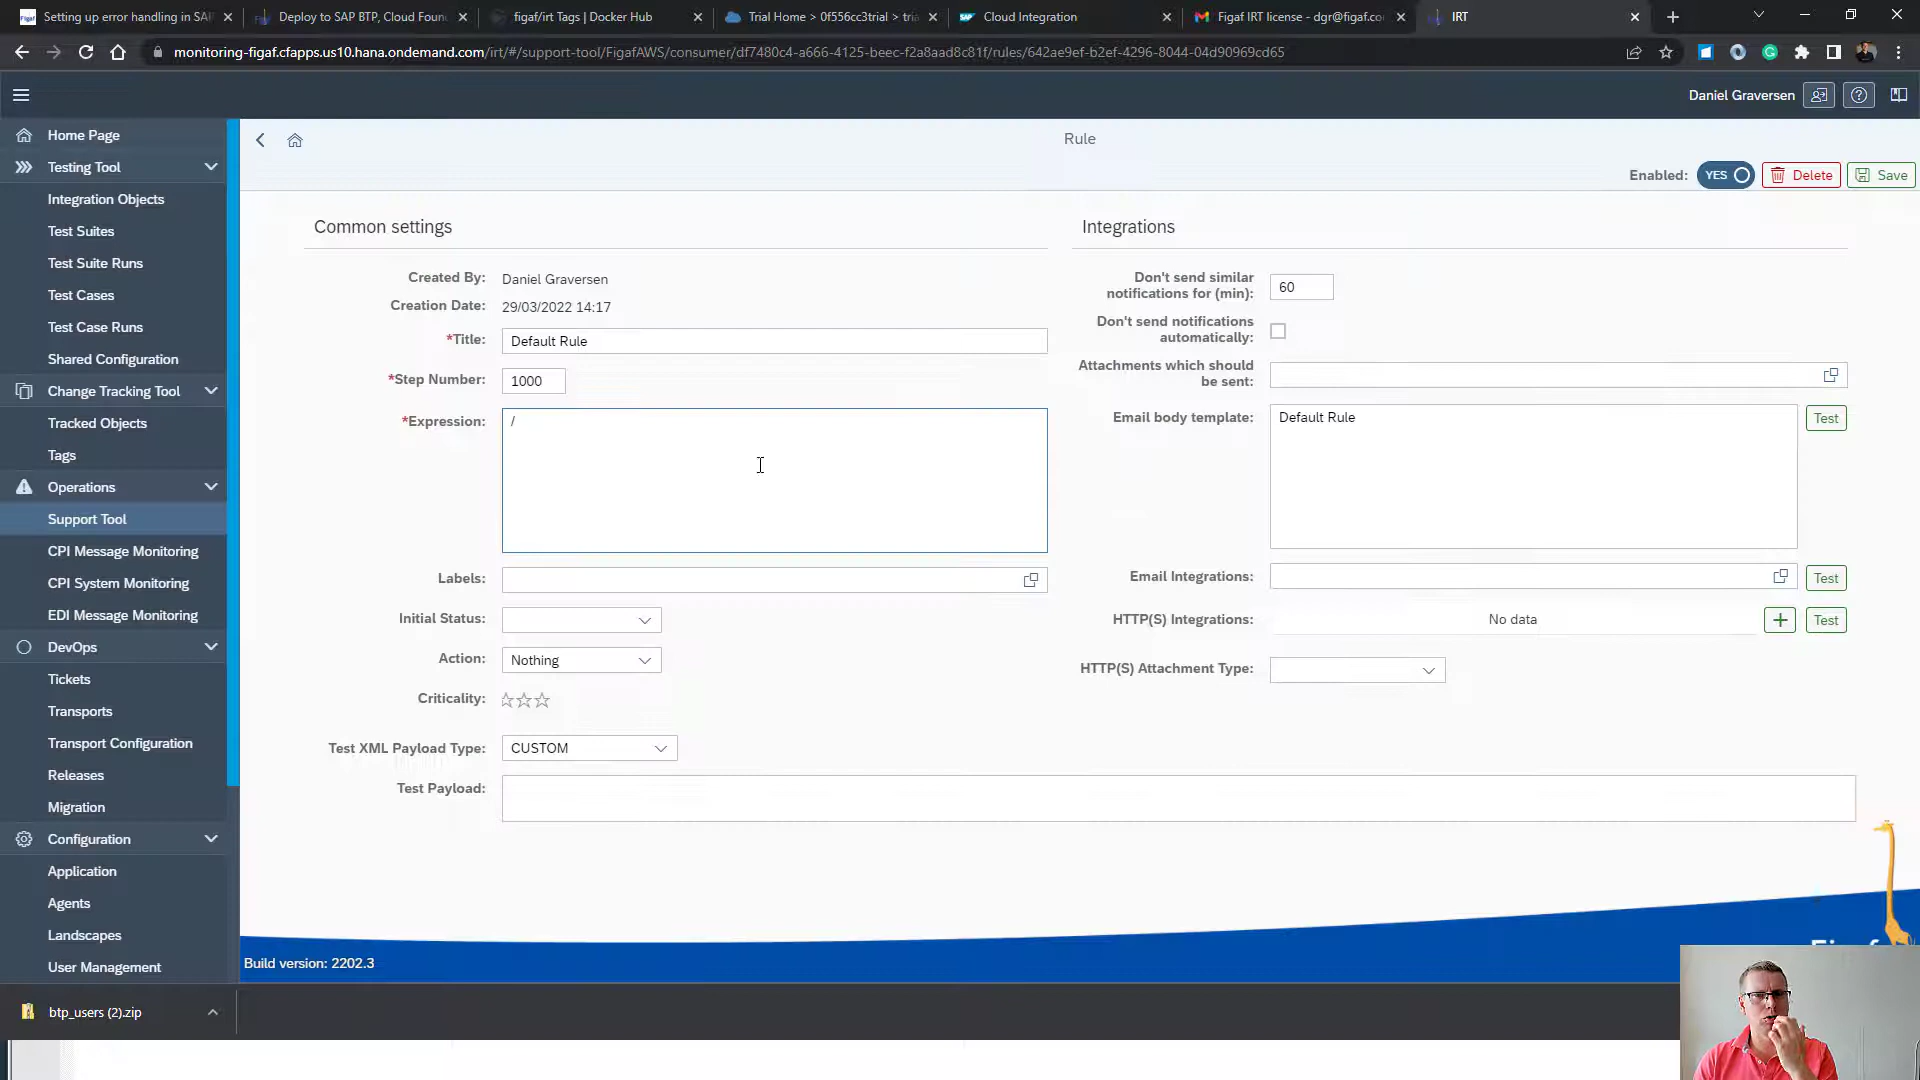 Setting up error handling in SAP
Deploy to SAP BTP, Cloud Foun
figaf/irt Tags | Docker Hub
Trial Home > 0f556cc3trial > tria
Cloud Integration
Figaf IRT license - dgr@figaf.co
IRT
monitoring-figaf.cfapps.us10.hana.ondemand.com/irt/#/support-tool/FigafAWS/consumer/df7480c4-a666-4125-beec-f2a8aad8c81f/rules/642ae9ef-b2ef-4296-8044-04d90969cd65
Daniel Graversen
Home Page
Testing Tool
Integration Objects
Test Suites
Test Suite Runs
Test Cases
Test Case Runs
Shared Configuration
Change Tracking Tool
Tracked Objects
Tags
Operations
Support Tool
CPI Message Monitoring
CPI System Monitoring
EDI Message Monitoring
DevOps
Tickets
Transports
Transport Configuration
Releases
Migration
Configuration
Application
Agents
Landscapes
User Management
Rule
Enabled: YES Delete Save
Common settings
Created By: Daniel Graversen
Creation Date: 29/03/2022 14:17
*Title: Default Rule
*Step Number: 1000
*Expression: /
Labels:
Initial Status:
Action: Nothing
Criticality:
Test XML Payload Type: CUSTOM
Test Payload:
Integrations
Don't send similar
notifications for (min): 60
Don't send notifications
automatically:
Attachments which should
be sent:
Email body template: Default Rule Test
Email Integrations: Test
HTTP(S) Integrations: No data + Test
HTTP(S) Attachment Type:
Build version: 2202.3
btp_users (2).zip